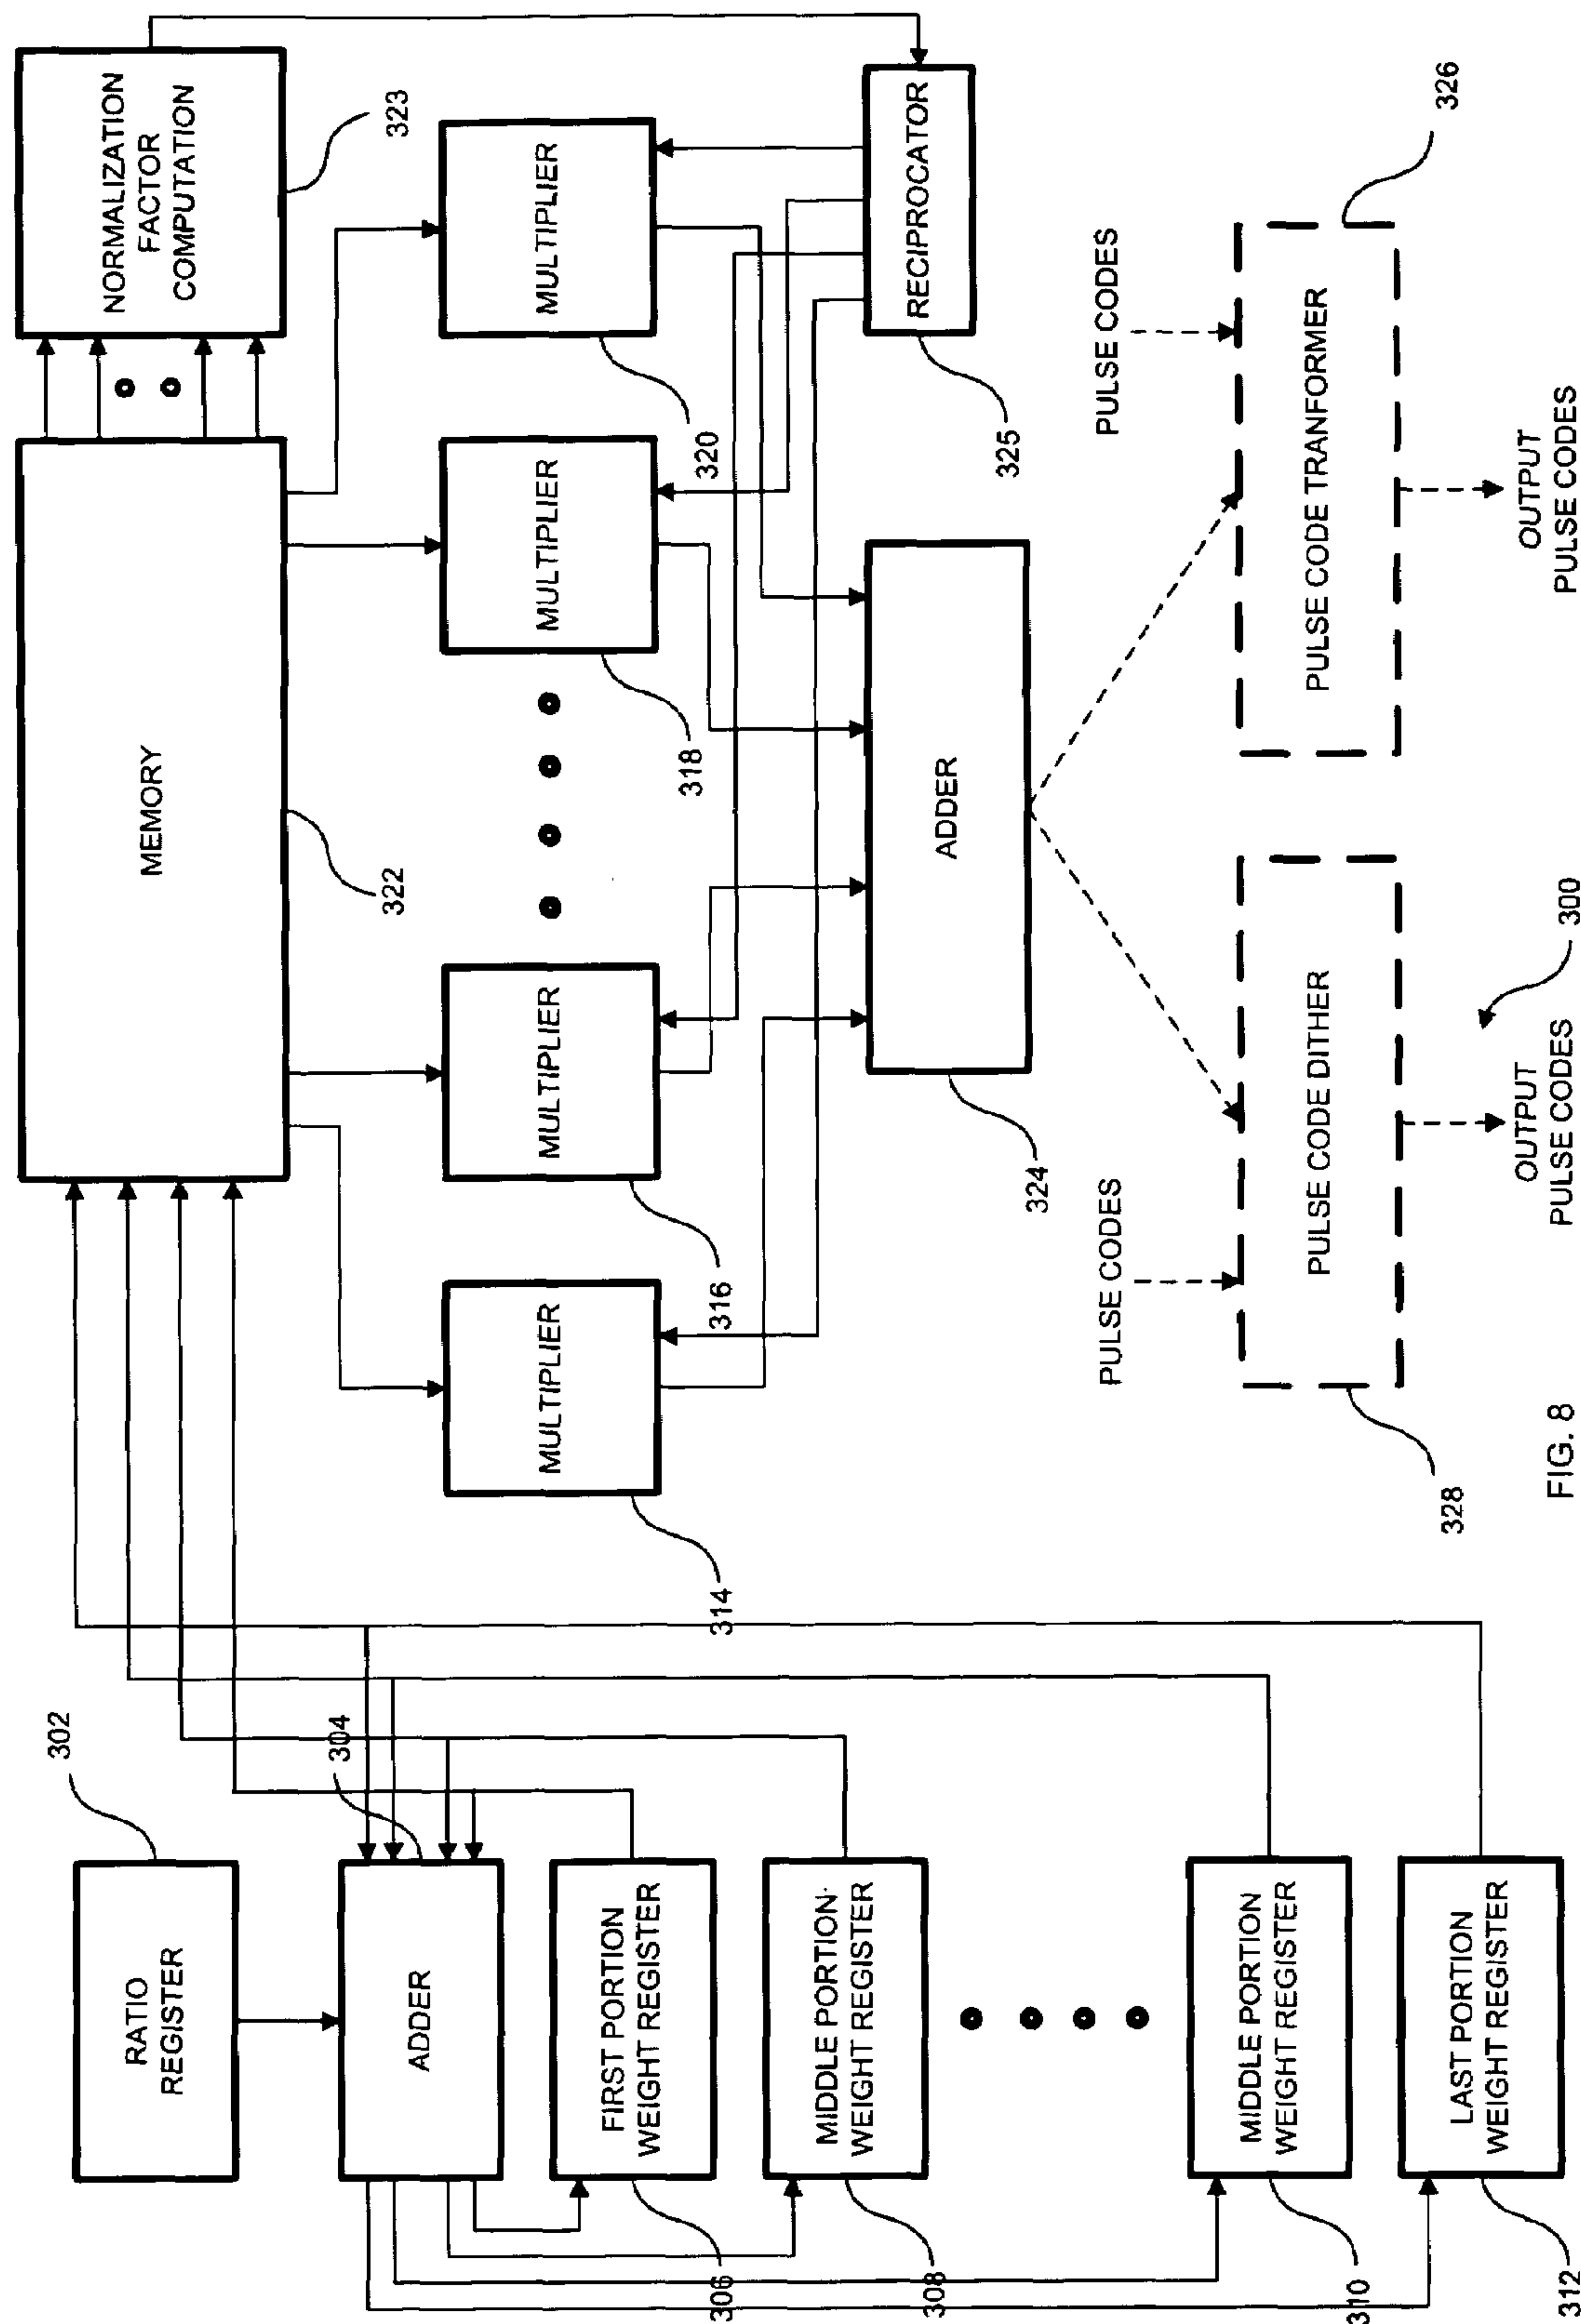 302
RATIO
REGISTER
304
ADDER
FIRST PORTION
WEIGHT REGISTER
306
MIDDLE PORTION
WEIGHT REGISTER
308
MIDDLE PORTION
WEIGHT REGISTER
310
LAST PORTION
WEIGHT REGISTER
312
MEMORY
322
NORMALIZATION
FACTOR
COMPUTATION
323
MULTIPLIER
314
MULTIPLIER
316
MULTIPLIER
318
MULTIPLIER
320
RECIPROCATOR
325
ADDER
324
PULSE CODES
PULSE CODE DITHER
328
OUTPUT
PULSE CODES
300
PULSE CODES
PULSE CODE TRANFORMER
326
OUTPUT
PULSE CODES
FIG. 8